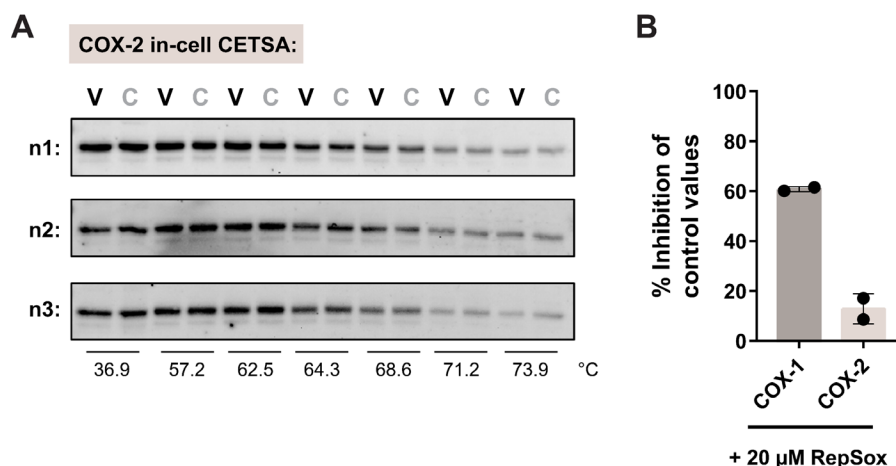 A
COX-2 in-cell CETSA:
V C V C V C V C V C V C V C
n1:
n2:
n3:
36.9 57.2 62.5 64.3 68.6 71.2 73.9 °C
B
% Inhibition of
control values
100
80
60
40
20
0
COX-1
COX-2
+ 20 µM RepSox